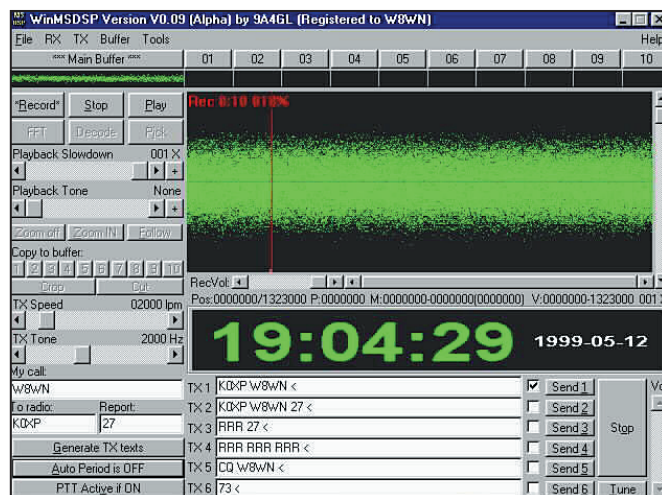 WinMSDSP Version V0.09 (Alpha) by 9A4GL (Registered to W8WN)
File RX TX Buffer Tools Help
*** Main Buffer *** 01 02 03 04 05 06 07 08 09 10
*Record* Stop Play
Rec 0:10 018%
FFT Decode Pick
Playback Slowdown 001 X
+
Playback Tone None
+
Zoom off Zoom IN Follow
Copy to buffer:
1 2 3 4 5 6 7 8 9 10
Crop Cut
RecVol:
TX Speed 02000 lpm
Pos:0000000/1323000 P:0000000 M:0000000-0000000(0000000) V:0000000-1323000 001X
TX Tone 2000 Hz
19:04:29 1999-05-12
My call:
W8WN
To radio: Report:
K0XP 27
Generate TX texts
Auto Period is OFF
PTT Active if ON
TX 1 K0XP W8WN < Send 1
TX 2 K0XP W8WN 27 < Send 2
TX 3 RRR 27 < Send 3
TX 4 RRR RRR RRR < Send 4
TX 5 CQ W8WN < Send 5
TX 6 73 < Send 6
Stop
Tune